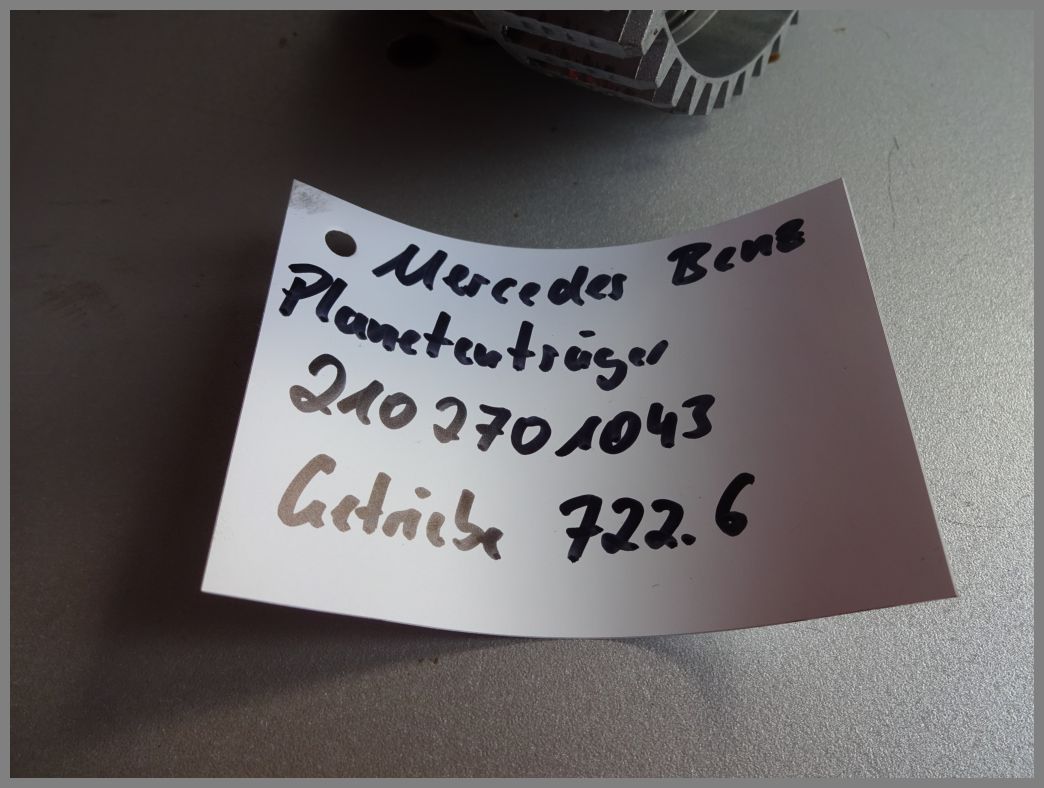 Mercedes Benz
Planetenträger
210 270 1043
Getriebe 722.6